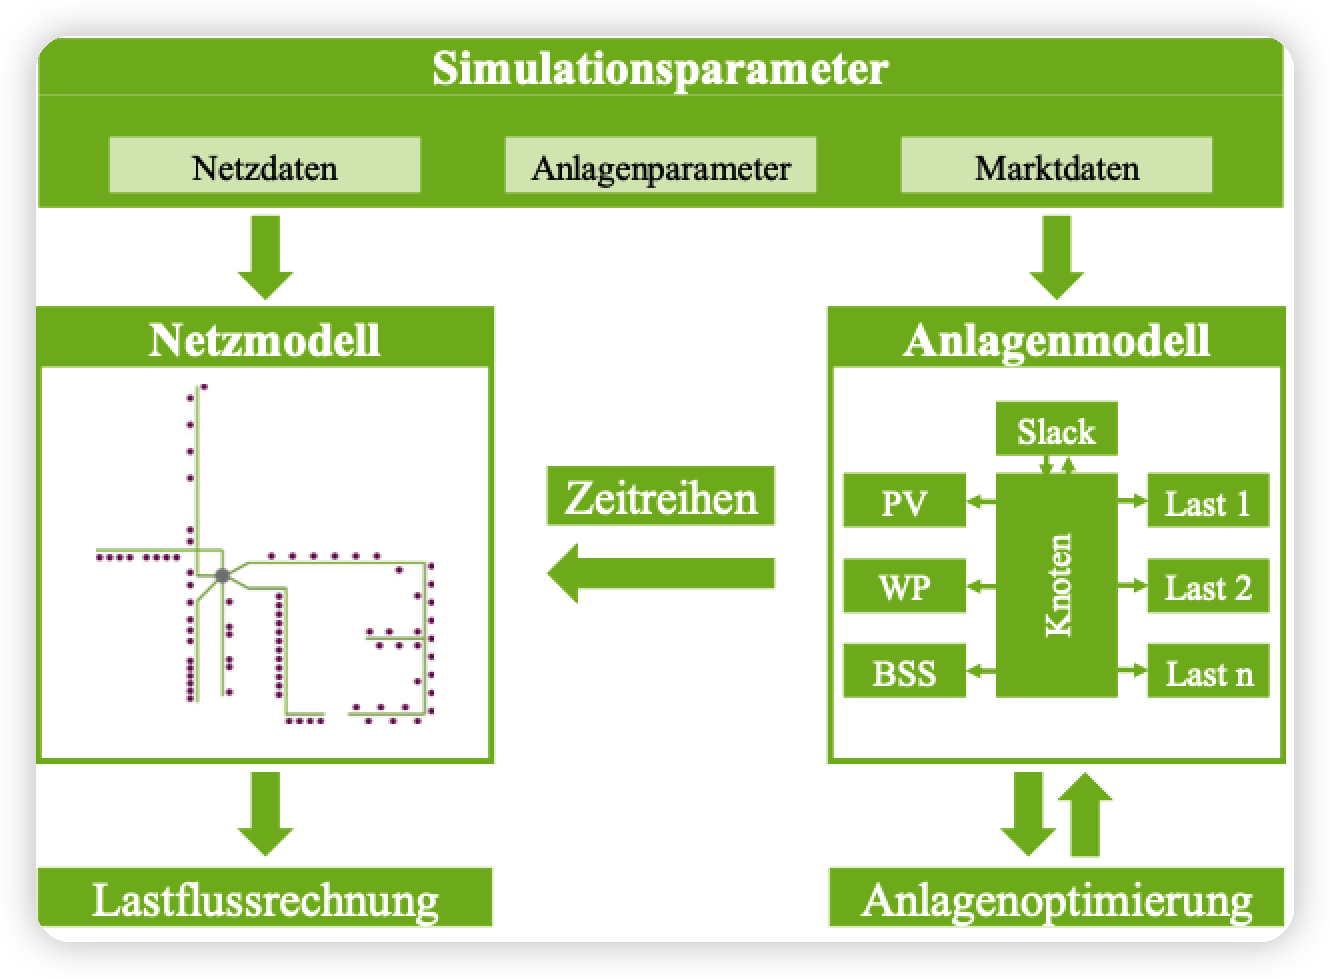 Simulationsparameter
Netzdaten
Anlagenparameter
Marktdaten
Netzmodell
Anlagenmodell
Slack
PV
Last 1
WP
Knoten
Last 2
BSS
Last n
Zeitreihen
Lastflussrechnung
Anlagenoptimierung